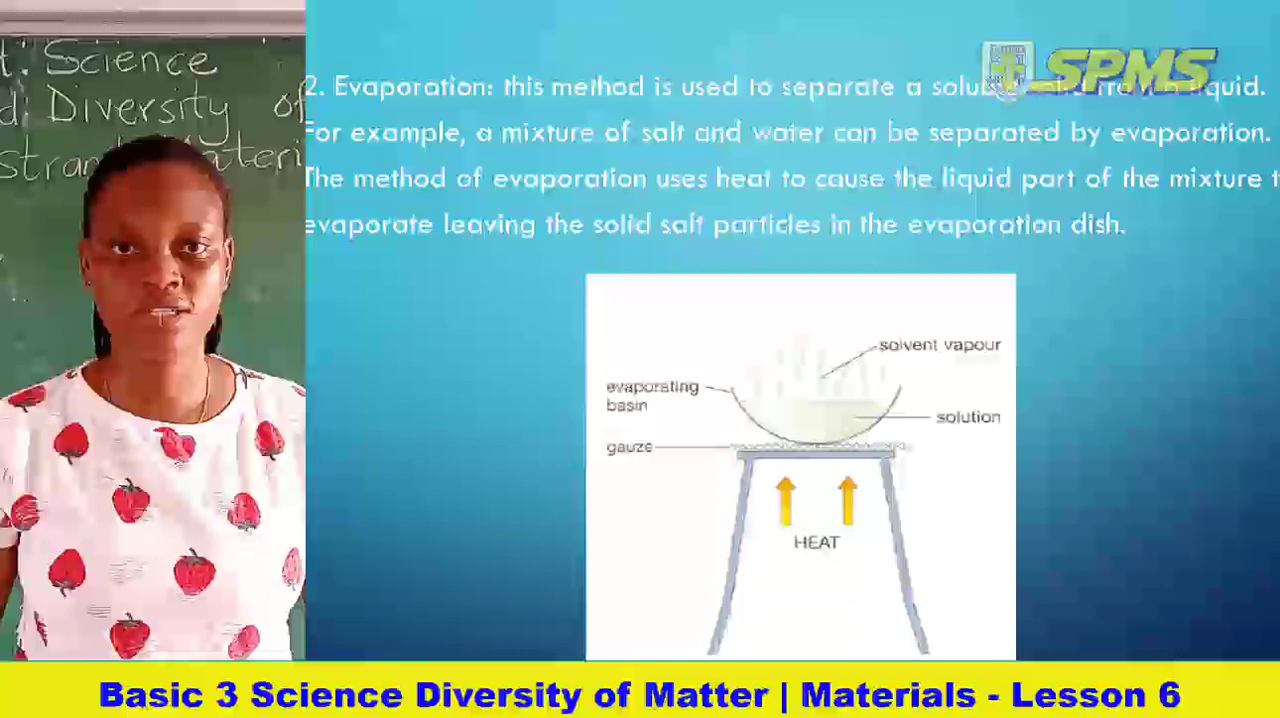 t: Science
d: Diversity of
Strand: Materi
SPMS
2. Evaporation: this method is used to separate a soluble liquid.
For example, a mixture of salt and water can be separated by evaporation.
The method of evaporation uses heat to cause the liquid part of the mixture t
evaporate leaving the solid salt particles in the evaporation dish.
solvent vapour
evaporating
basin
solution
gauze
HEAT
Basic 3 Science Diversity of Matter | Materials - Lesson 6